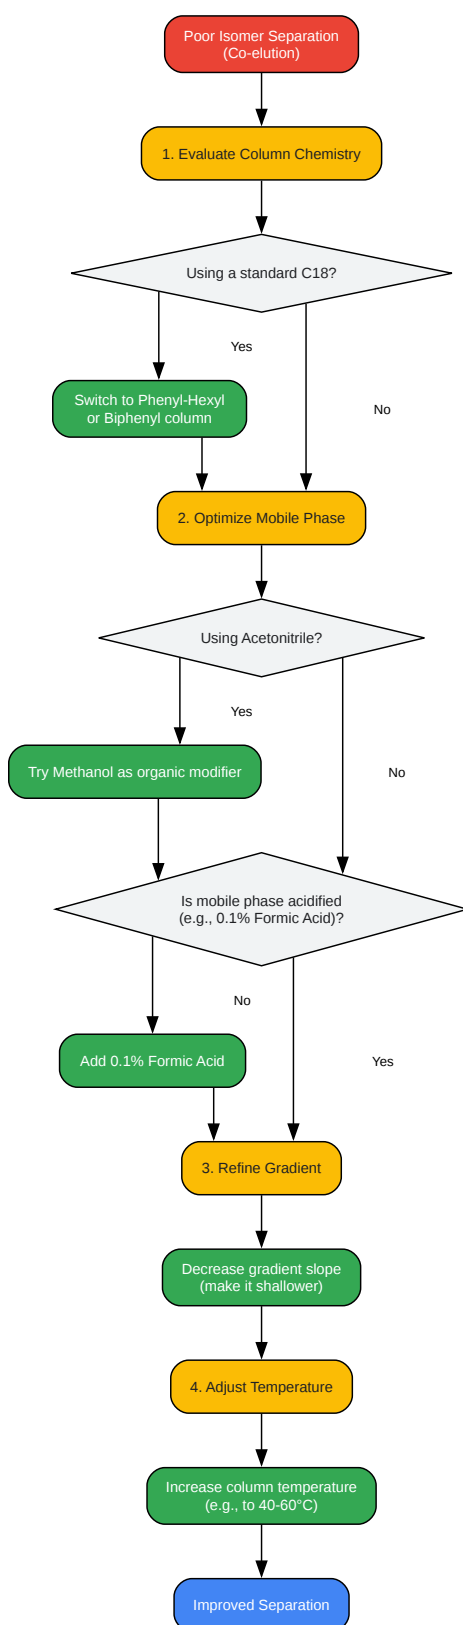 Poor Isomer Separation
(Co-elution)
1. Evaluate Column Chemistry
Using a standard C18?
Yes
Switch to Phenyl-Hexyl
or Biphenyl column
No
2. Optimize Mobile Phase
Using Acetonitrile?
Yes
Try Methanol as organic modifier
No
Is mobile phase acidified
(e.g., 0.1% Formic Acid)?
No
Add 0.1% Formic Acid
Yes
3. Refine Gradient
Decrease gradient slope
(make it shallower)
4. Adjust Temperature
Increase column temperature
(e.g., to 40-60°C)
Improved Separation